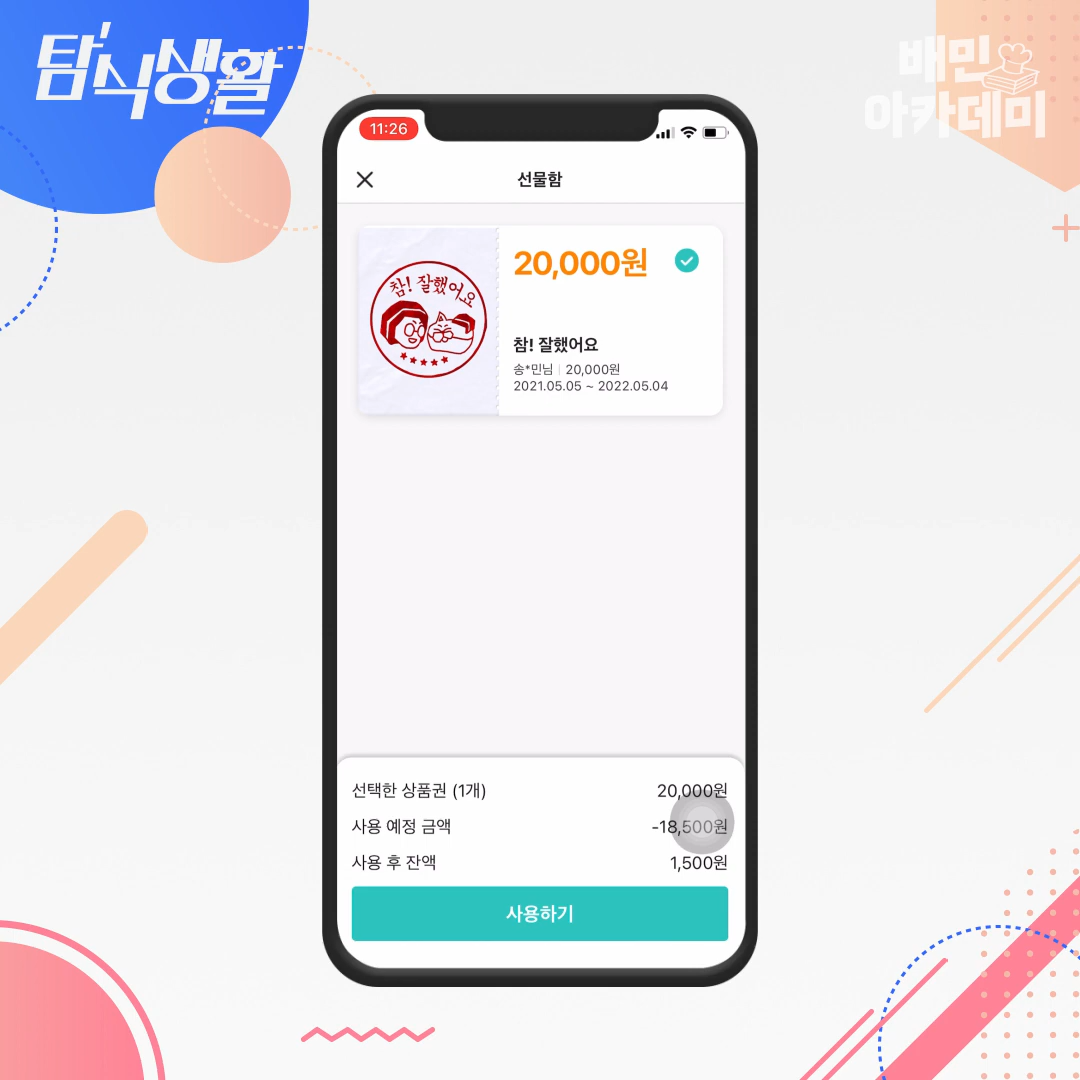 탐식생활
배민
아카데미
11:26
선물함
참! 잘했어요
20,000원
참! 잘했어요
송*민님 | 20,000원
2021.05.05 ~ 2022.05.04
선택한 상품권 (1개) 20,000원
사용 예정 금액 -18,500원
사용 후 잔액 1,500원
사용하기